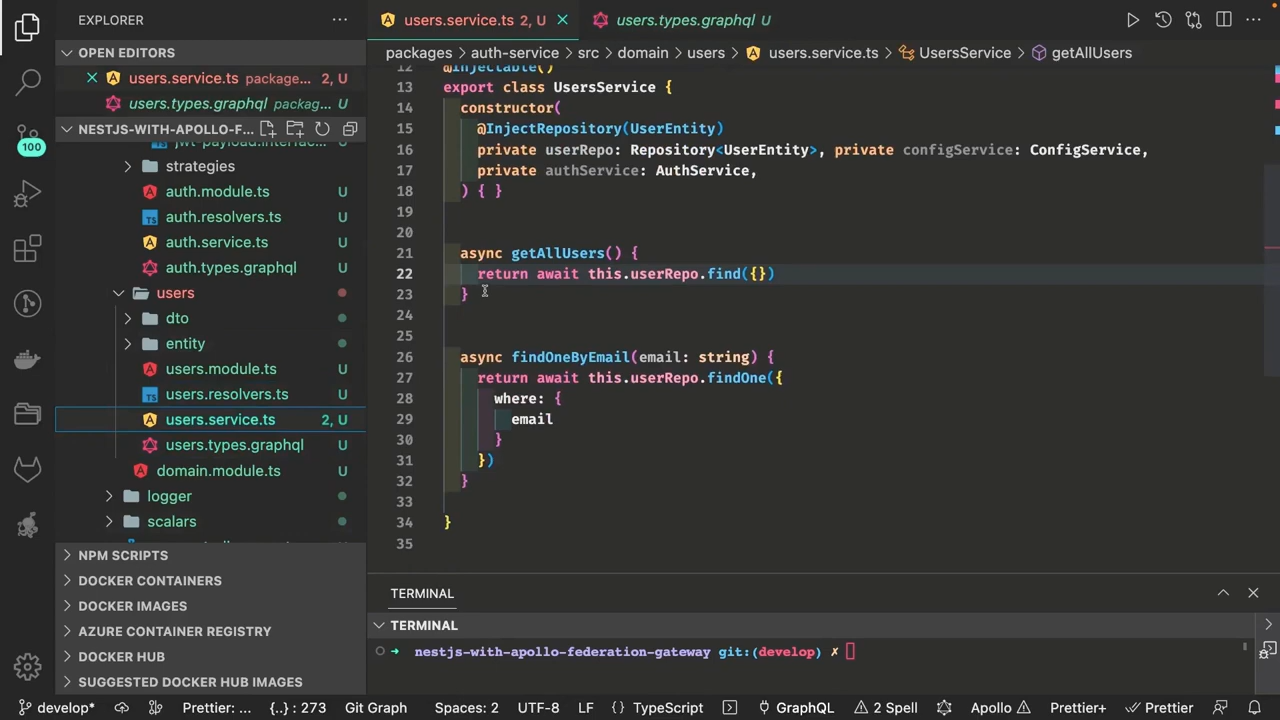 EXPLORER
OPEN EDITORS
users.service.ts package... 2, U
users.types.graphql packag... U
NESTJS-WITH-APOLLO-F...
jwt-payload.interfac...
strategies
auth.module.ts U
auth.resolvers.ts U
auth.service.ts U
auth.types.graphql U
users
dto
entity
users.module.ts U
users.resolvers.ts U
users.service.ts 2, U
users.types.graphql U
domain.module.ts U
logger
scalars
NPM SCRIPTS
DOCKER CONTAINERS
DOCKER IMAGES
AZURE CONTAINER REGISTRY
DOCKER HUB
SUGGESTED DOCKER HUB IMAGES
100
users.service.ts 2, U
users.types.graphql U
packages > auth-service > src > domain > users > users.service.ts > UsersService > getAllUsers
12 @Injectable()
13 export class UsersService {
14 constructor(
15 @InjectRepository(UserEntity)
16 private userRepo: Repository<UserEntity>, private configService: ConfigService,
17 private authService: AuthService,
18 ) { }
19
20
21 async getAllUsers() {
22 return await this.userRepo.find({})
23 }
24
25
26 async findOneByEmail(email: string) {
27 return await this.userRepo.findOne({
28 where: {
29 email
30 }
31 })
32 }
33
34 }
35
TERMINAL
TERMINAL
→ nestjs-with-apollo-federation-gateway git:(develop) ✗
develop* Prettier: ... {..} : 273 Git Graph Spaces: 2 UTF-8 LF { } TypeScript GraphQL 2 Spell Apollo Prettier+ Prettier